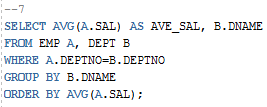 --7
SELECT AVG(A.SAL) AS AVE_SAL, B.DNAME
FROM EMP A, DEPT B
WHERE A.DEPTNO=B.DEPTNO
GROUP BY B.DNAME
ORDER BY AVG(A.SAL);